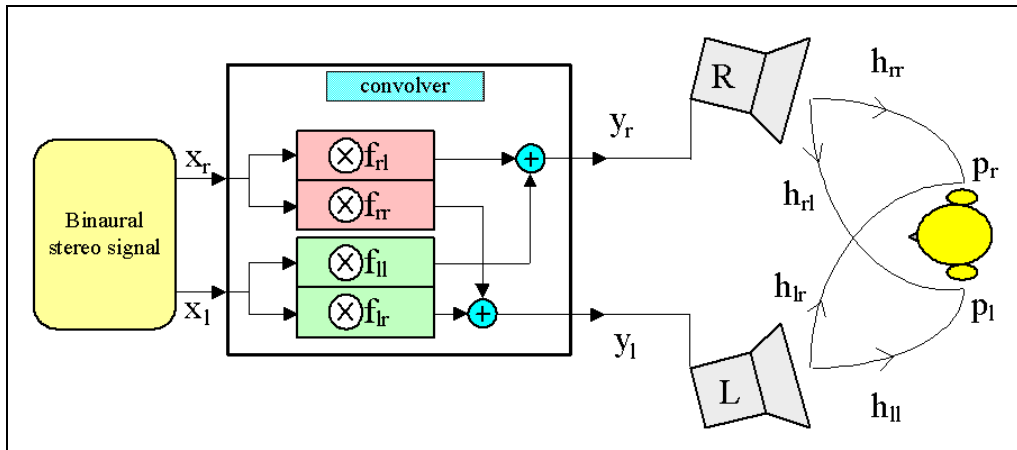 convolver
Binaural
stereo signal
x_r
x_l
⊗ f_rl
⊗ f_rr
⊗ f_ll
⊗ f_lr
+
+
y_r
y_l
R
L
h_rr
h_rl
h_lr
h_ll
p_r
p_l